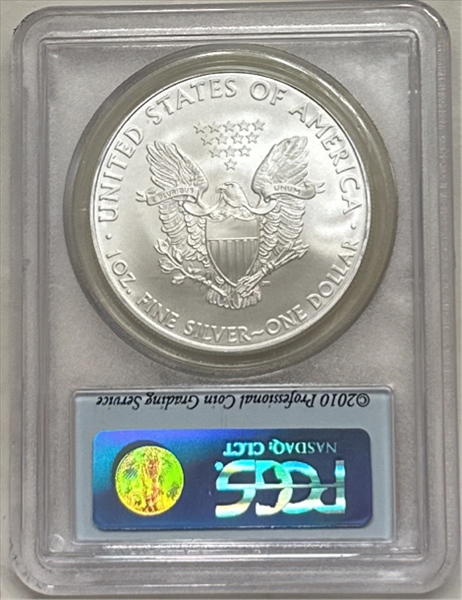 UNITED STATES OF AMERICA
E PLURIBUS UNUM
1 OZ. FINE SILVER~ONE DOLLAR
©2010 Professional Coin Grading Service
NASDAQ: CLCT
PCGS